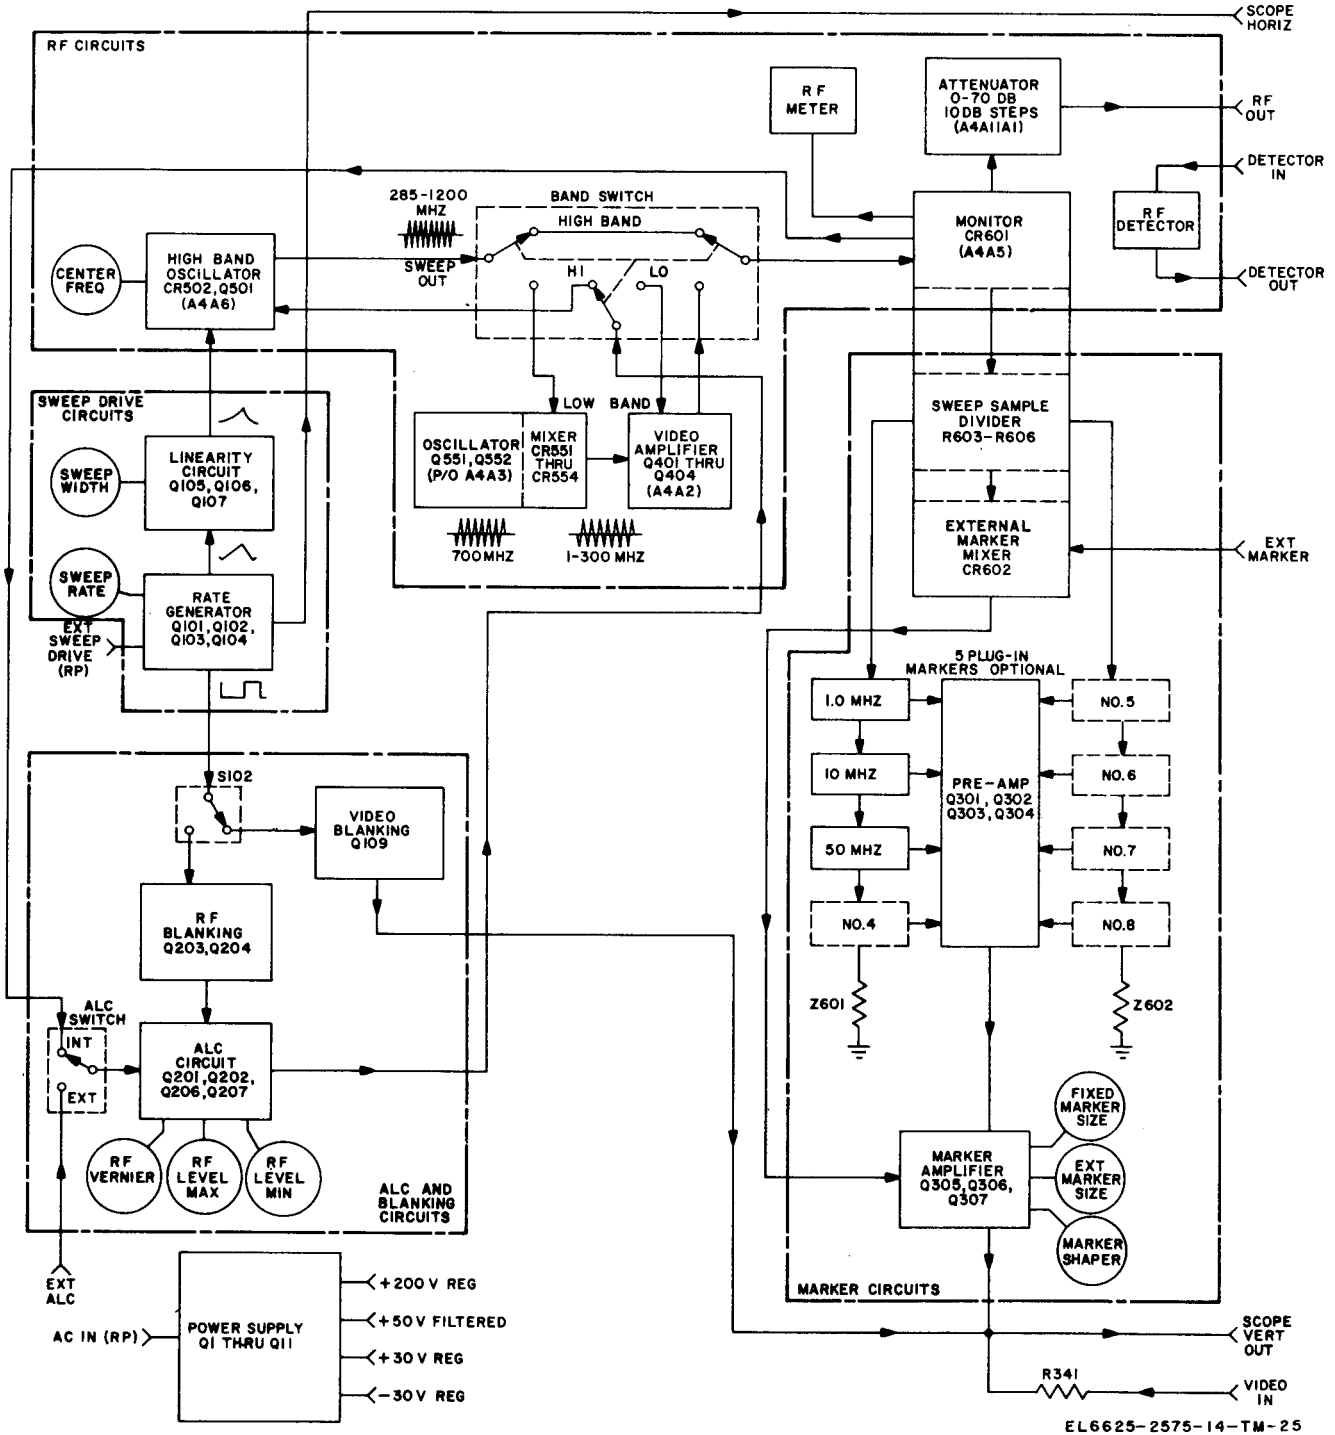 SCOPE
HORIZ
RF CIRCUITS
RF
METER
ATTENUATOR
0-70 DB
10DB STEPS
(A4A11A1)
RF
OUT
DETECTOR
IN
RF
DETECTOR
DETECTOR
OUT
MONITOR
CR601
(A4A5)
285-1200
MHZ
SWEEP
OUT
BAND SWITCH
HIGH BAND
HI
LO
CENTER
FREQ
HIGH BAND
OSCILLATOR
CR502,Q501
(A4A6)
SWEEP DRIVE
CIRCUITS
LOW BAND
OSCILLATOR
Q551,Q552
(P/O A4A3)
MIXER
CR551
THRU
CR554
VIDEO
AMPLIFIER
Q401 THRU
Q404
(A4A2)
700MHZ
1-300 MHZ
SWEEP SAMPLE
DIVIDER
R603-R606
EXTERNAL
MARKER
MIXER
CR602
EXT
MARKER
SWEEP
WIDTH
LINEARITY
CIRCUIT
Q105,Q106,
Q107
SWEEP
RATE
RATE
GENERATOR
Q101,Q102,
Q103,Q104
EXT
SWEEP
DRIVE
(RP)
5 PLUG-IN
MARKERS OPTIONAL
1.0 MHZ
10 MHZ
50 MHZ
NO.4
PRE-AMP
Q301, Q302
Q303, Q304
NO.5
NO.6
NO.7
NO.8
Z601
Z602
S102
VIDEO
BLANKING
Q109
RF
BLANKING
Q203,Q204
ALC
SWITCH
INT
EXT
ALC
CIRCUIT
Q201,Q202,
Q206,Q207
RF
VERNIER
RF
LEVEL
MAX
RF
LEVEL
MIN
ALC AND
BLANKING
CIRCUITS
EXT
ALC
MARKER
AMPLIFIER
Q305,Q306,
Q307
FIXED
MARKER
SIZE
EXT
MARKER
SIZE
MARKER
SHAPER
MARKER CIRCUITS
AC IN (RP)
POWER SUPPLY
Q1 THRU Q11
+200 V REG
+50 V FILTERED
+30 V REG
-30 V REG
SCOPE
VERT
OUT
R341
VIDEO
IN
EL6625-2575-14-TM-25